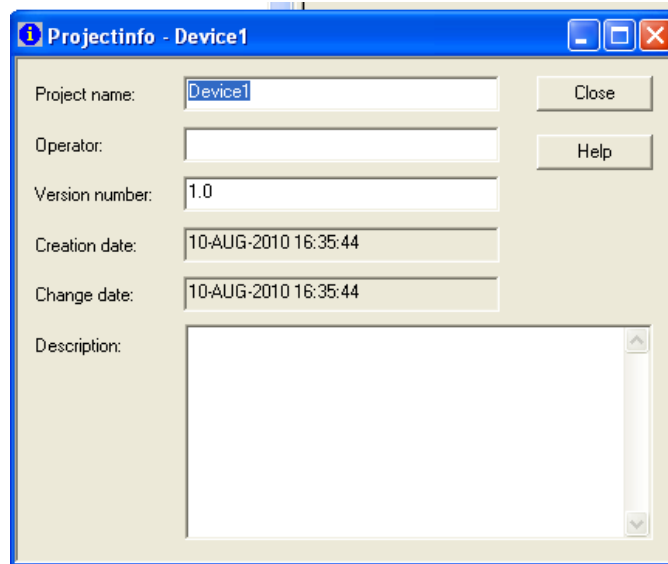 Projectinfo - Device1
Project name: Device1 Close
Operator: Help
Version number: 1.0
Creation date: 10-AUG-2010 16:35:44
Change date: 10-AUG-2010 16:35:44
Description: